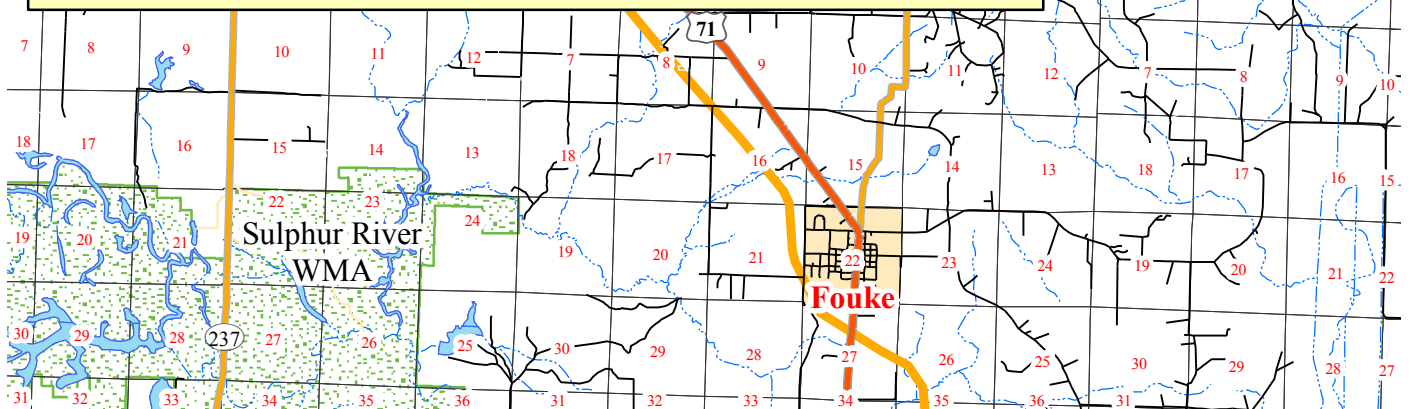 71
7 8 9 10 11 12 7 8 9 10 11 12 7 8 9 10
18 17 16 15 14 13 18 17 16 15 14 13 18 17 16 15
22 23 24
Sulphur River
WMA
19 20 21 19 20 21 22 23 24 19 20 21 22
Fouke
30 29 28 237 27 26 25 30 29 28 27 26 25 30 29 28 27
31 32 33 34 35 36 31 32 33 34 35 36 31